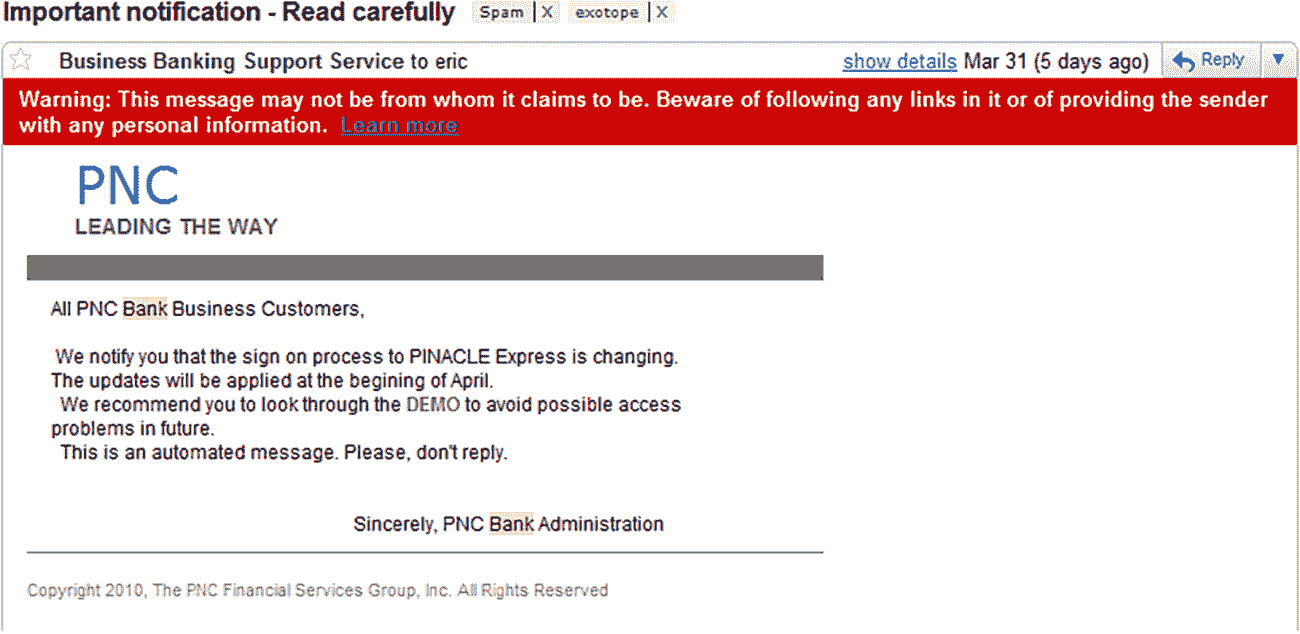 Important notification - Read carefully Spam | X exotope | X
Business Banking Support Service to eric show details Mar 31 (5 days ago) Reply
Warning: This message may not be from whom it claims to be. Beware of following any links in it or of providing the sender
with any personal information. Learn more
PNC
LEADING THE WAY
All PNC Bank Business Customers,
We notify you that the sign on process to PINACLE Express is changing.
The updates will be applied at the begining of April.
We recommend you to look through the DEMO to avoid possible access
problems in future.
This is an automated message. Please, don't reply.
Sincerely, PNC Bank Administration
Copyright 2010, The PNC Financial Services Group, Inc. All Rights Reserved